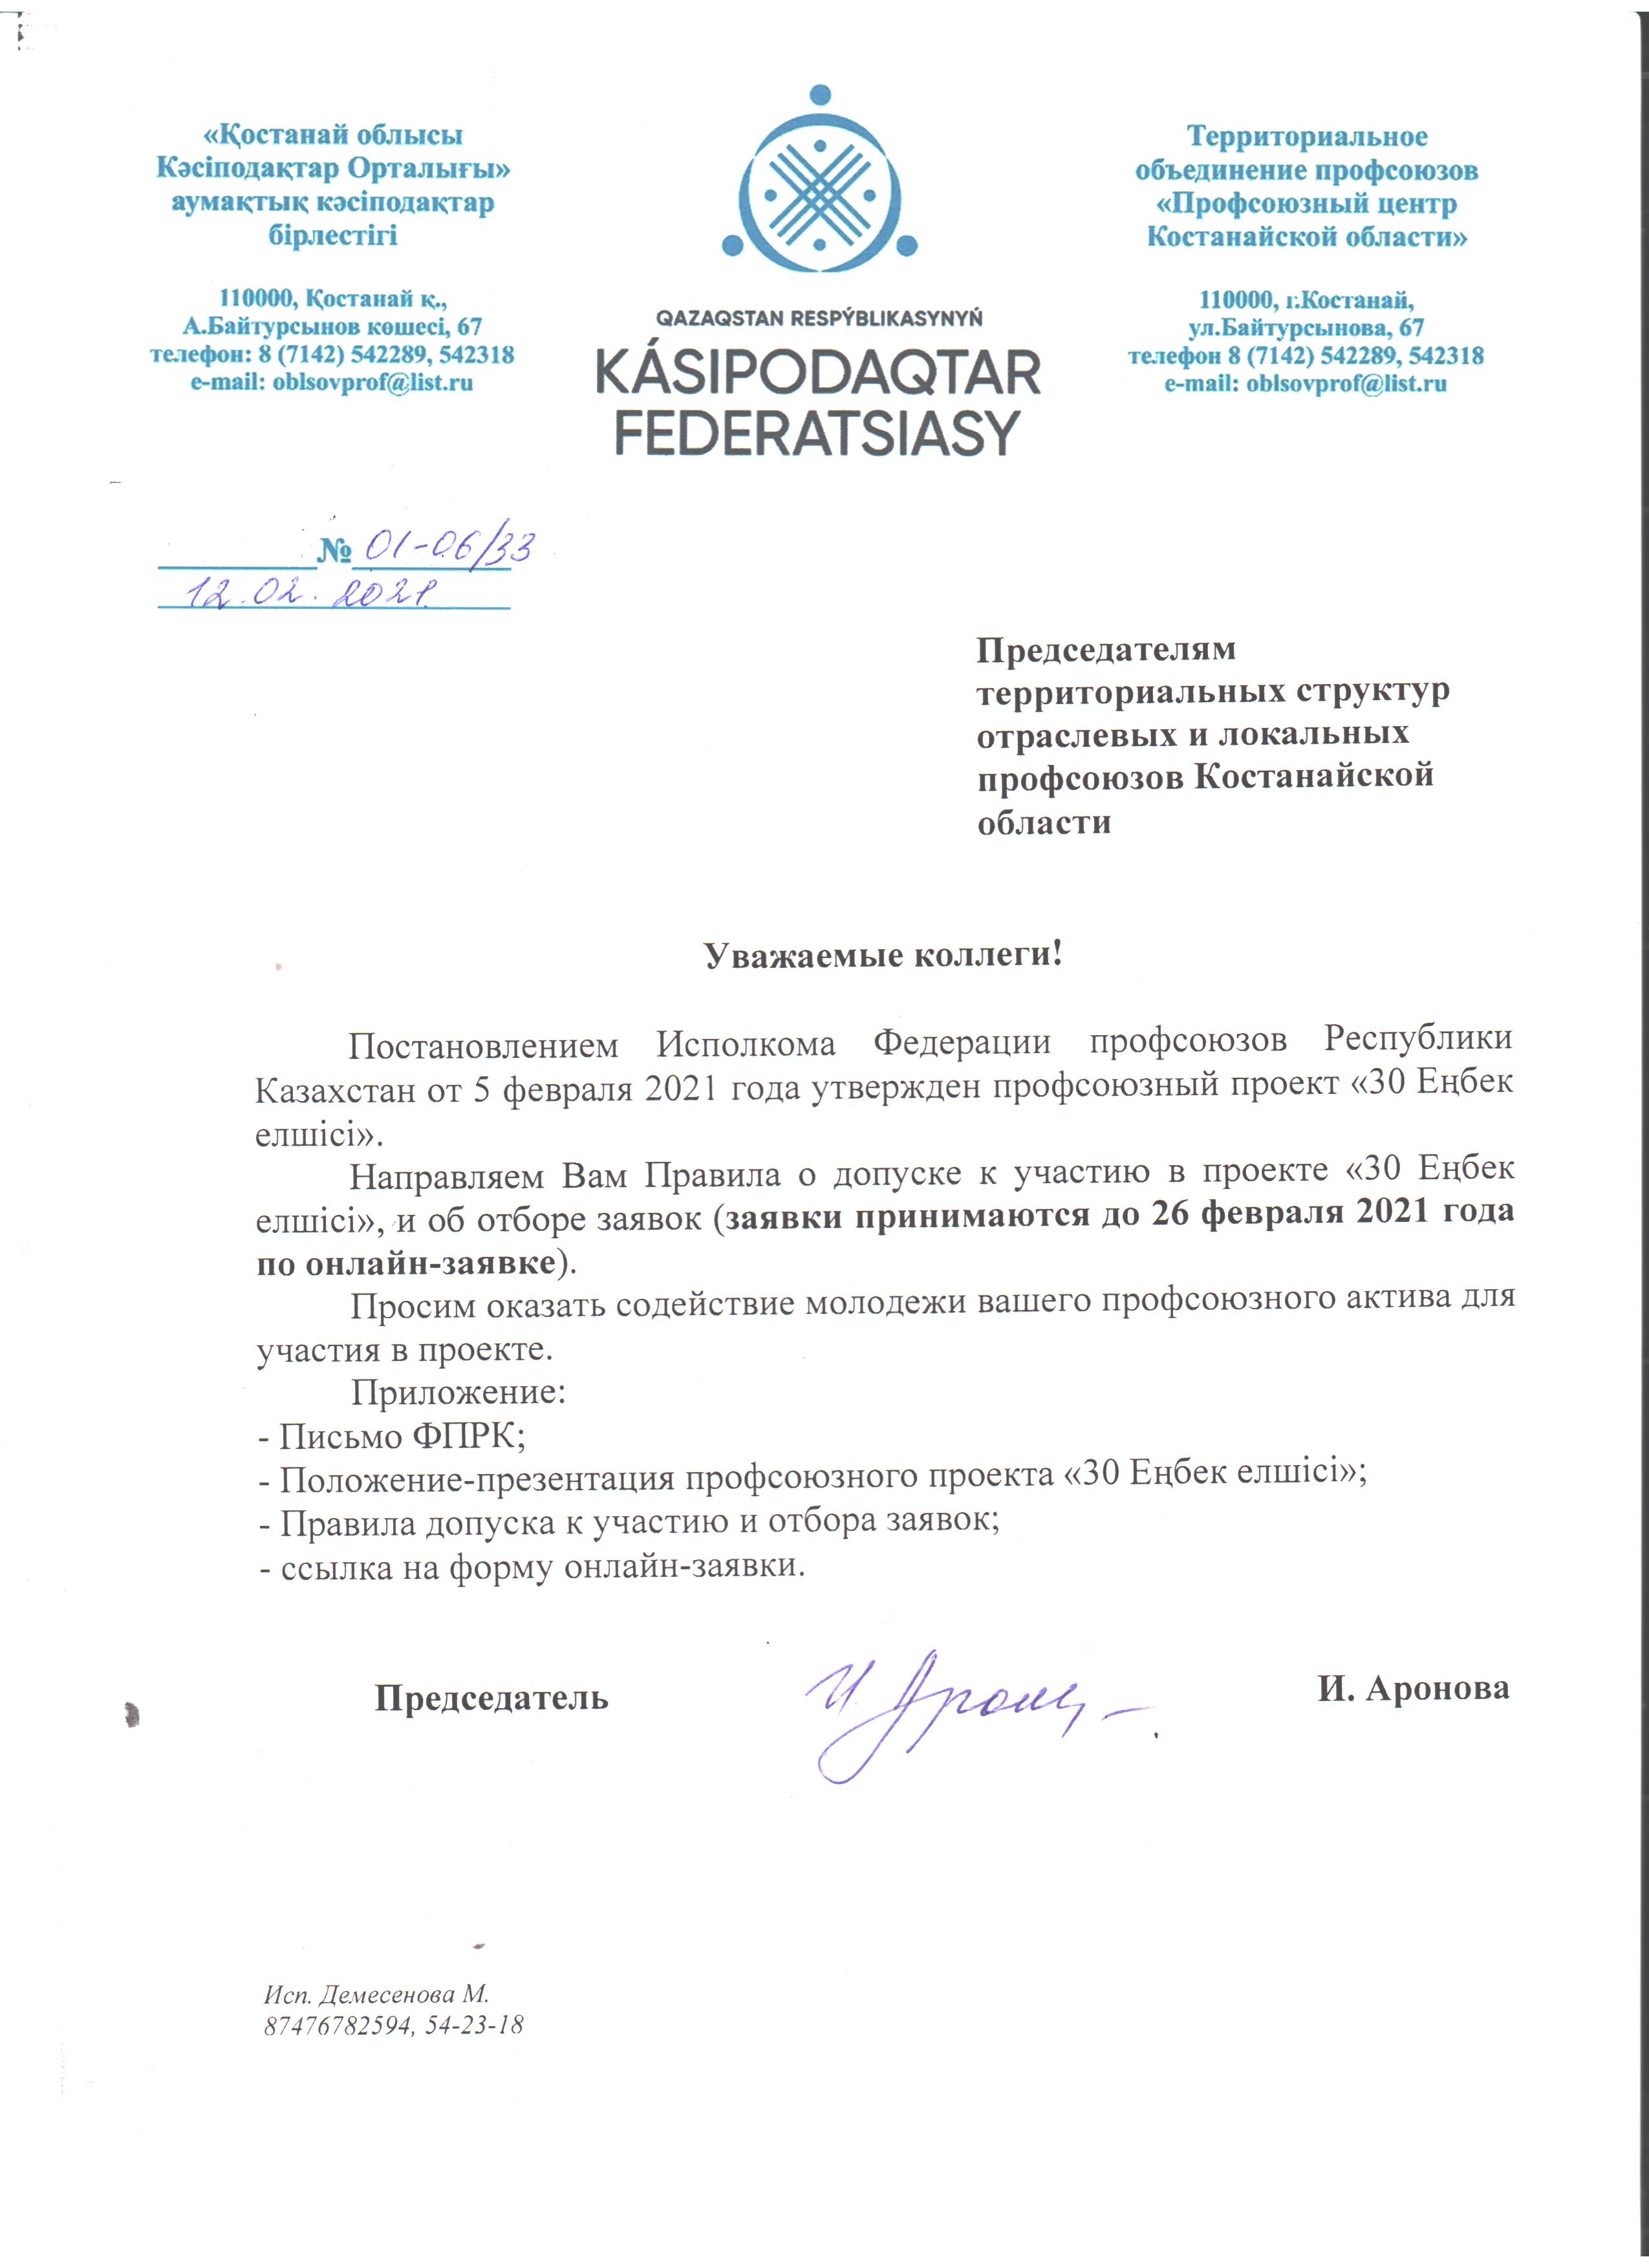 «Қостанай облысы
Кәсіподақтар Орталығы»
аумақтық кәсіподақтар
бірлестігі
110000, Қостанай қ.,
А.Байтурсынов көшесі, 67
телефон: 8 (7142) 542289, 542318
e-mail: oblsovprof@list.ru
QAZAQSTAN RESPÝBLIKASYNYŃ
KÁSIPODAQTAR
FEDERATSIASY
Территориальное
объединение профсоюзов
«Профсоюзный центр
Костанайской области»
110000, г.Костанай,
ул.Байтурсынова, 67
телефон 8 (7142) 542289, 542318
e-mail: oblsovprof@list.ru
№ 01-06/33
12.02.2021.
Председателям
территориальных структур
отраслевых и локальных
профсоюзов Костанайской
области
Уважаемые коллеги!
Постановлением Исполкома Федерации профсоюзов Республики
Казахстан от 5 февраля 2021 года утвержден профсоюзный проект «30 Еңбек
елшісі».
Направляем Вам Правила о допуске к участию в проекте «30 Еңбек
елшісі», и об отборе заявок (заявки принимаются до 26 февраля 2021 года
по онлайн-заявке).
Просим оказать содействие молодежи вашего профсоюзного актива для
участия в проекте.
Приложение:
- Письмо ФПРК;
- Положение-презентация профсоюзного проекта «30 Еңбек елшісі»;
- Правила допуска к участию и отбора заявок;
- ссылка на форму онлайн-заявки.
Председатель
И. Аронова
Исп. Демесенова М.
87476782594, 54-23-18